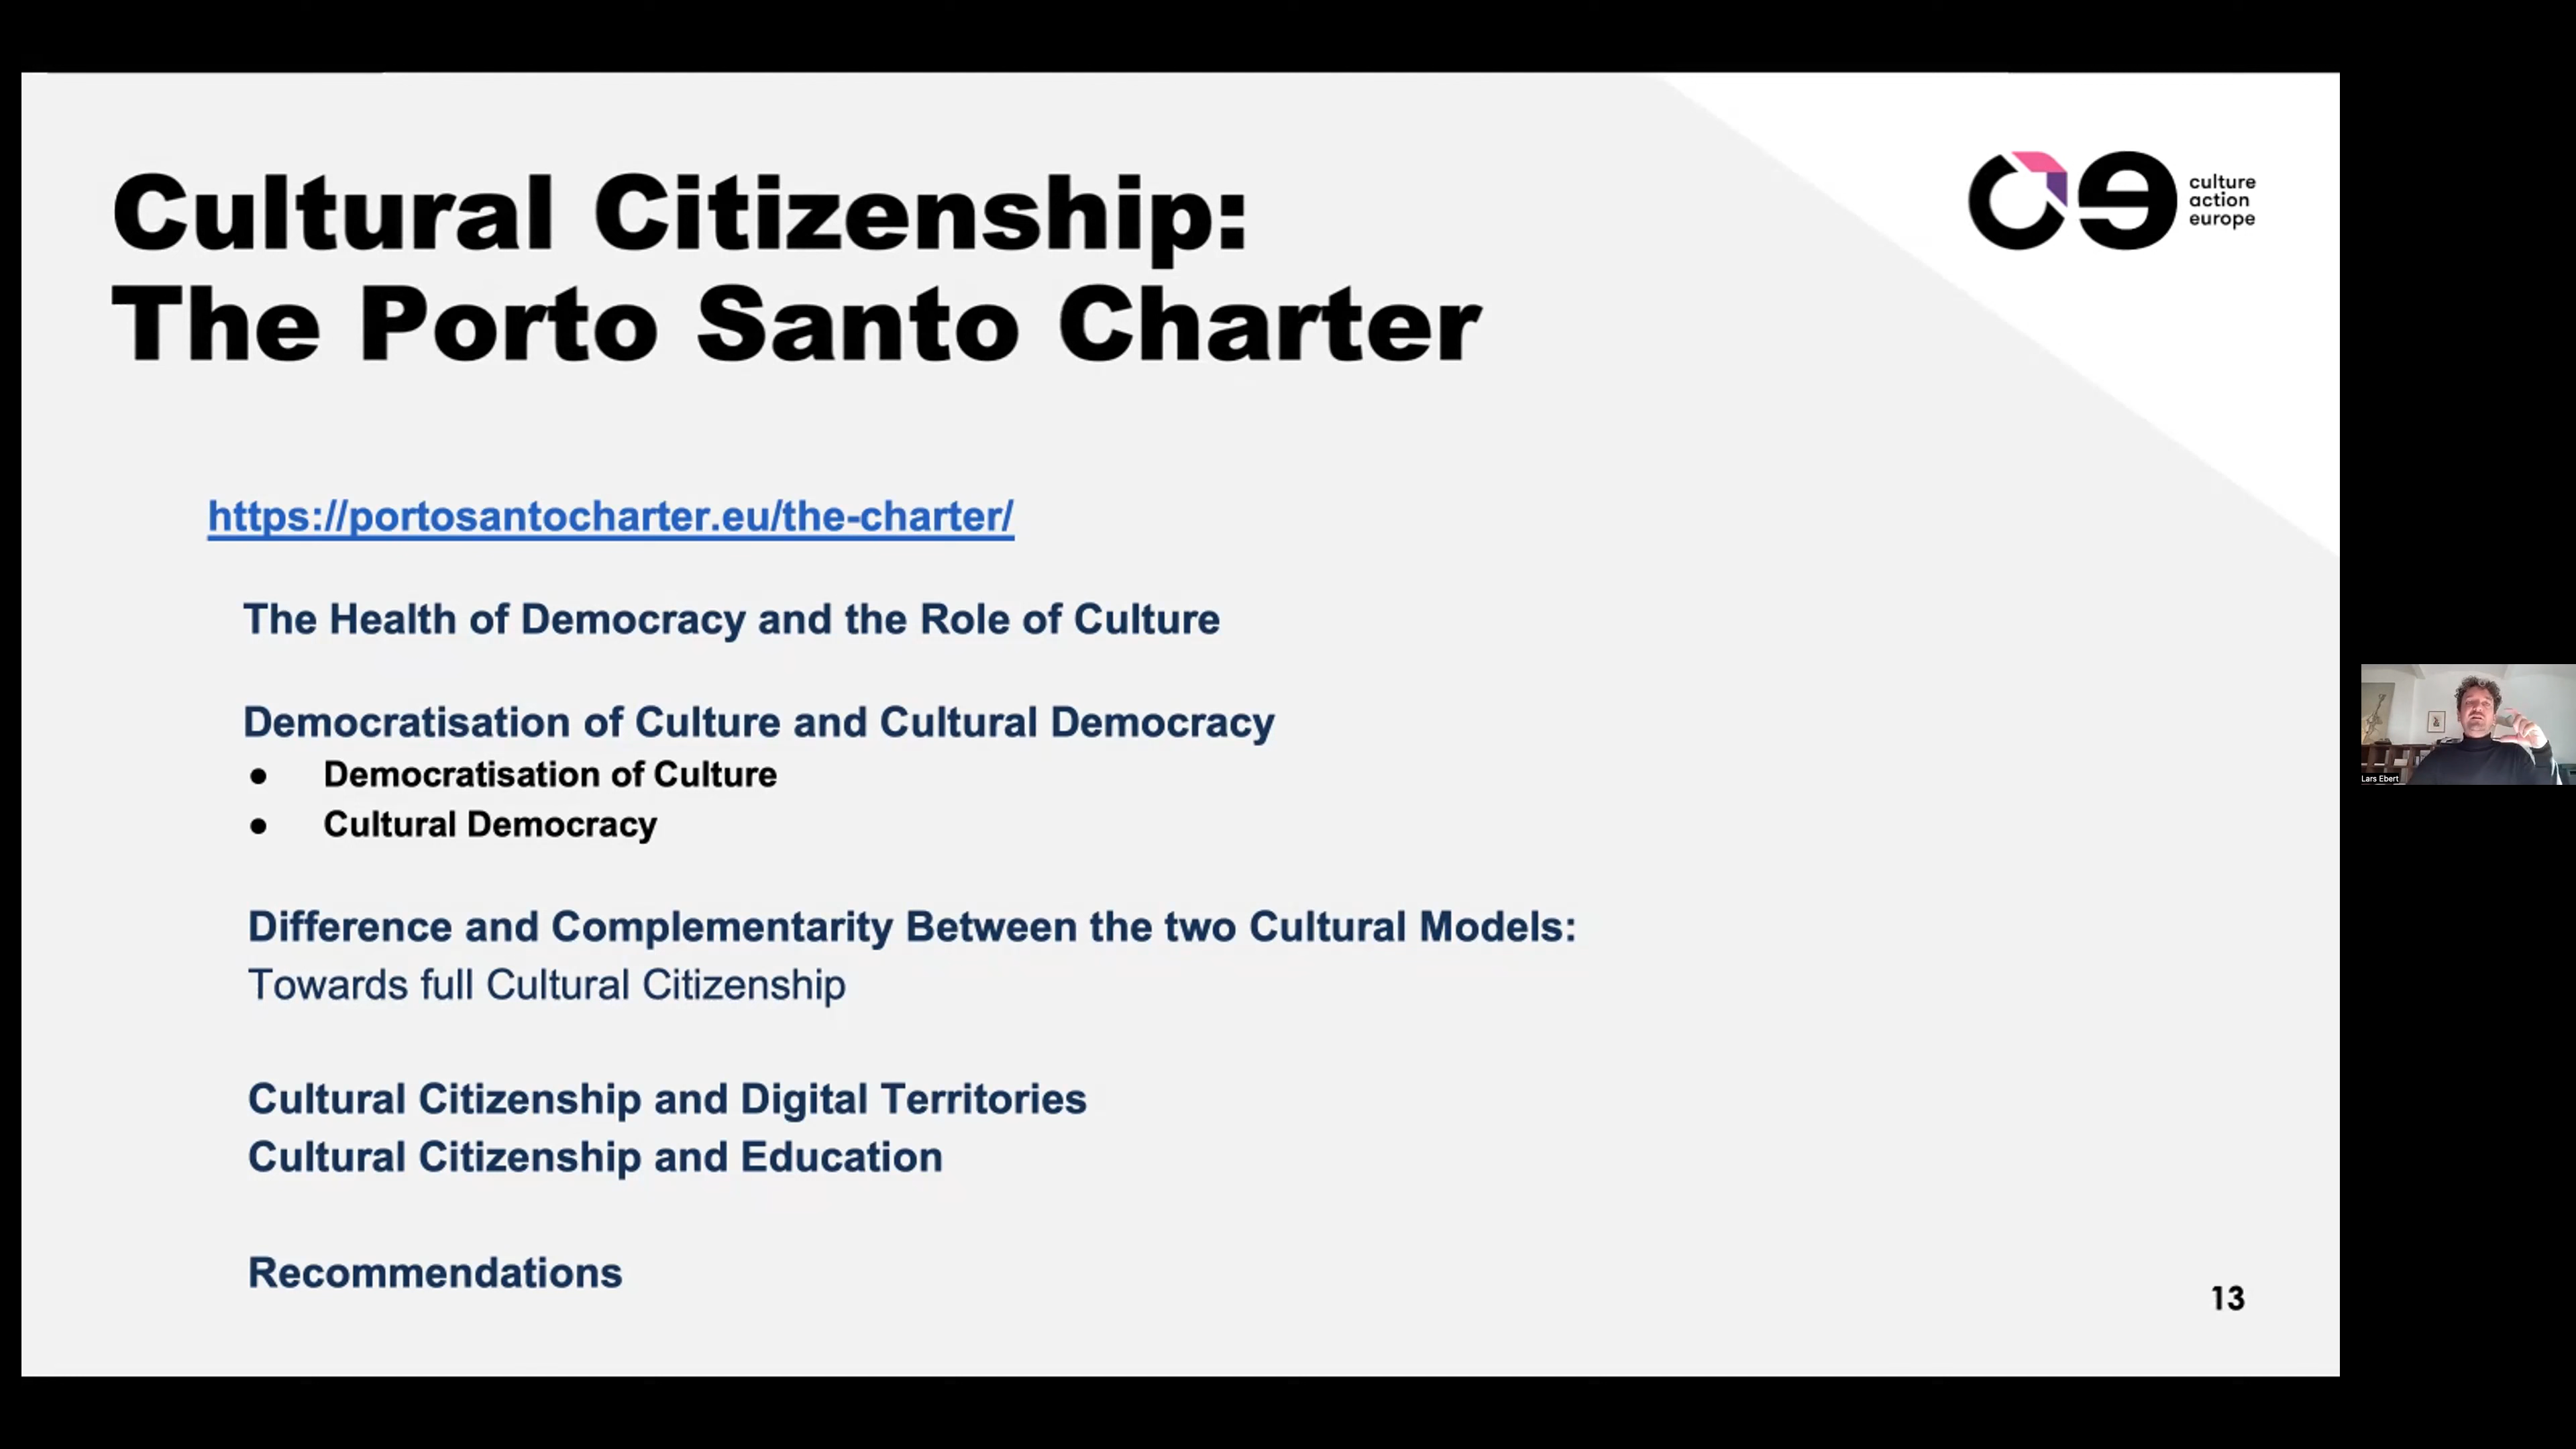 Cultural Citizenship:
The Porto Santo Charter
culture
action
europe
https://portosantocharter.eu/the-charter/
The Health of Democracy and the Role of Culture
Democratisation of Culture and Cultural Democracy
● Democratisation of Culture
● Cultural Democracy
Difference and Complementarity Between the two Cultural Models:
Towards full Cultural Citizenship
Cultural Citizenship and Digital Territories
Cultural Citizenship and Education
Recommendations
13
Lars Ebert